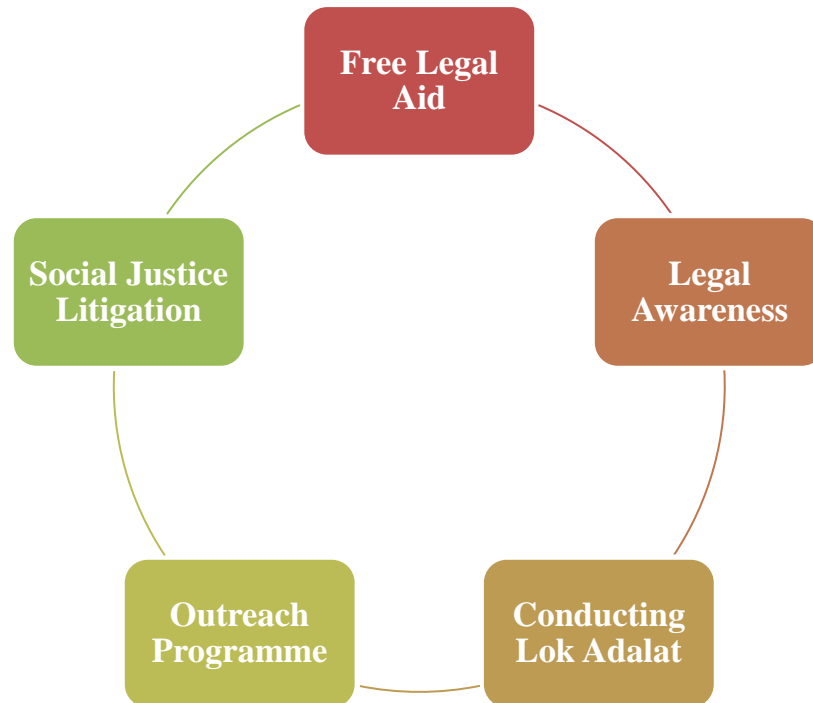 Free Legal
Aid
Legal
Awareness
Conducting
Lok Adalat
Outreach
Programme
Social Justice
Litigation